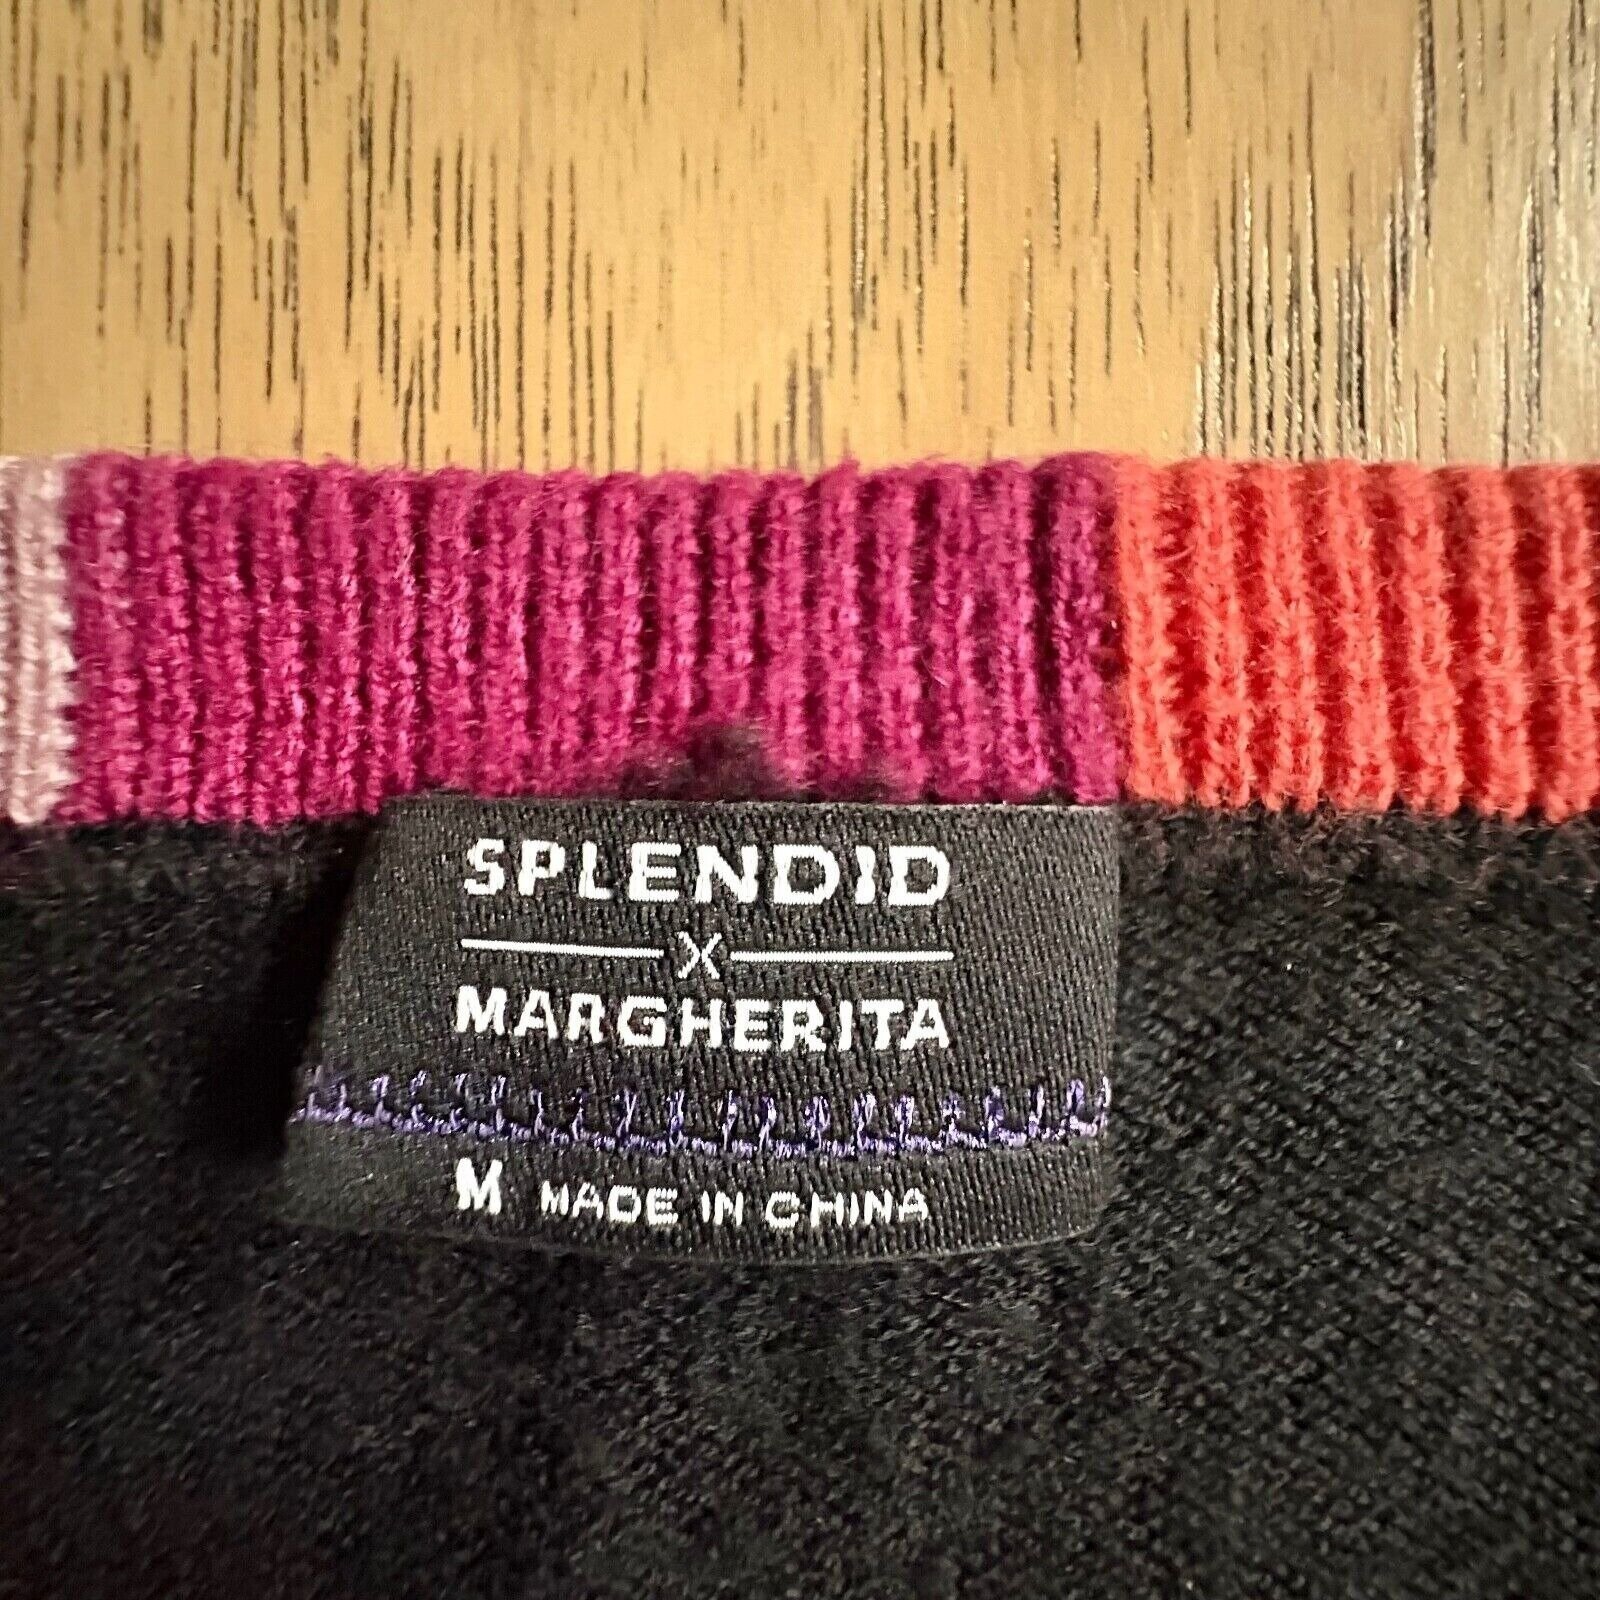 SPLENDID
X
MARGHERITA
M MADE IN CHINA